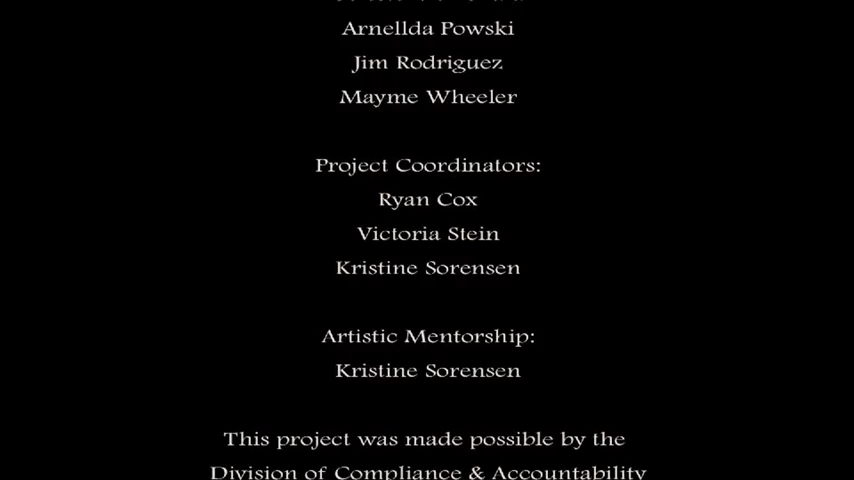 Arnellda Powski
Jim Rodriguez
Mayme Wheeler
Project Coordinators:
Ryan Cox
Victoria Stein
Kristine Sorensen
Artistic Mentorship:
Kristine Sorensen
This project was made possible by the
Division of Compliance & Accountability